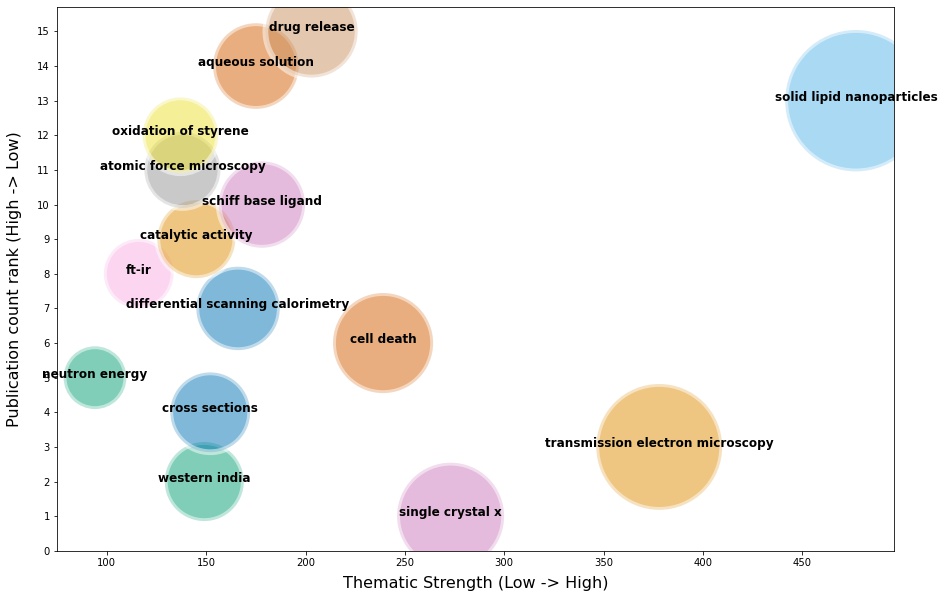 drug release
15
aqueous solution
14
solid lipid nanoparticles
13
oxidation of styrene
12
atomic force microscopy
11
schiff base ligand
10
catalytic activity
9
ft-ir
8
differential scanning calorimetry
7
cell death
6
neutron energy
5
cross sections
4
transmission electron microscopy
3
western india
2
single crystal x
1
0
100 150 200 250 300 350 400 450
Thematic Strength (Low -> High)
Publication count rank (High -> Low)